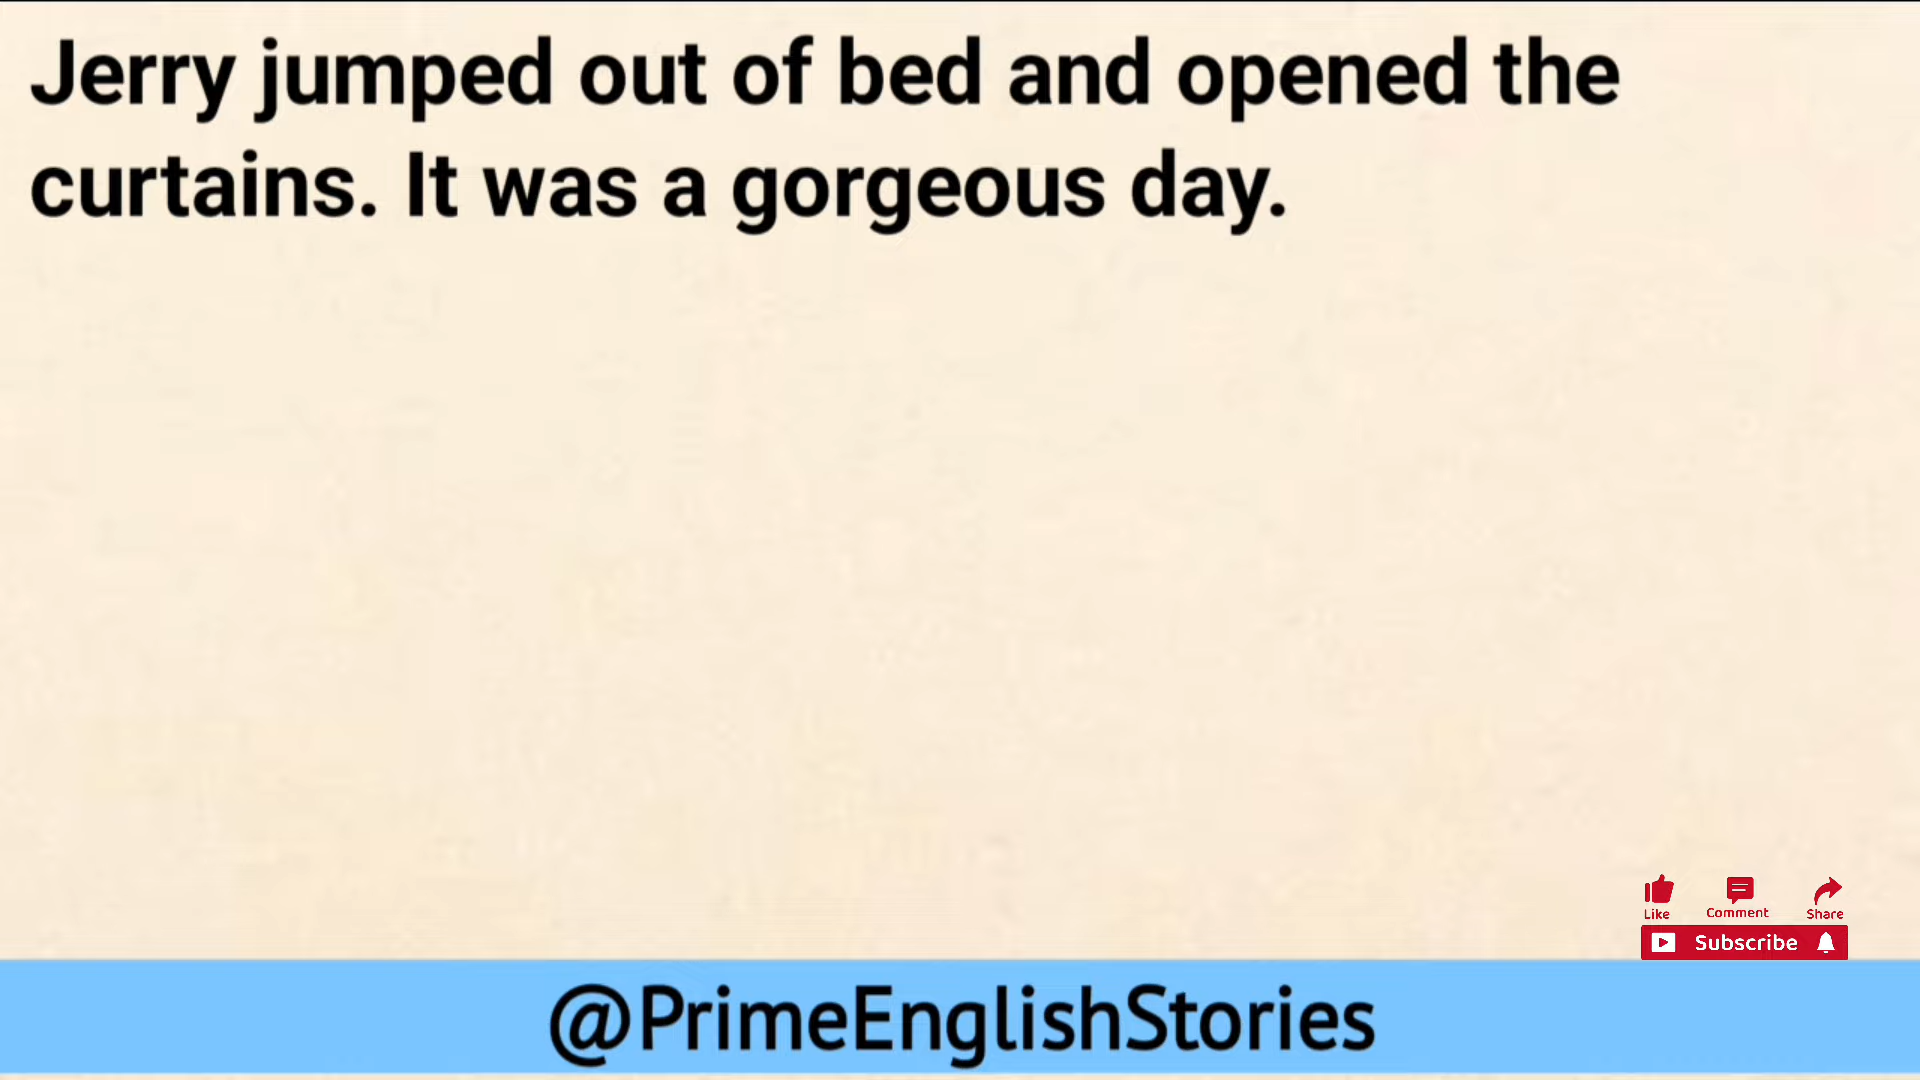 Jerry jumped out of bed and opened the
curtains. It was a gorgeous day.
Like Comment Share
Subscribe
@PrimeEnglishStories